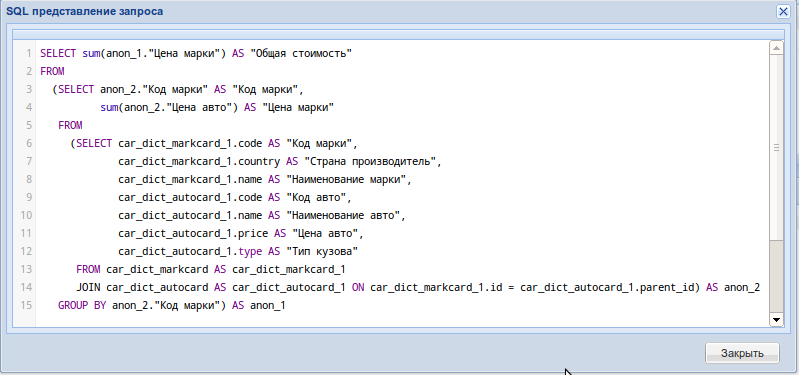 SQL представление запроса
1 SELECT sum(anon_1."Цена марки") AS "Общая стоимость"
2 FROM
3 (SELECT anon_2."Код марки" AS "Код марки",
4 sum(anon_2."Цена авто") AS "Цена марки"
5 FROM
6 (SELECT car_dict_markcard_1.code AS "Код марки",
7 car_dict_markcard_1.country AS "Страна производитель",
8 car_dict_markcard_1.name AS "Наименование марки",
9 car_dict_autocard_1.code AS "Код авто",
10 car_dict_autocard_1.name AS "Наименование авто",
11 car_dict_autocard_1.price AS "Цена авто",
12 car_dict_autocard_1.type AS "Тип кузова"
13 FROM car_dict_markcard AS car_dict_markcard_1
14 JOIN car_dict_autocard AS car_dict_autocard_1 ON car_dict_markcard_1.id = car_dict_autocard_1.parent_id) AS anon_2
15 GROUP BY anon_2."Код марки") AS anon_1
Закрыть